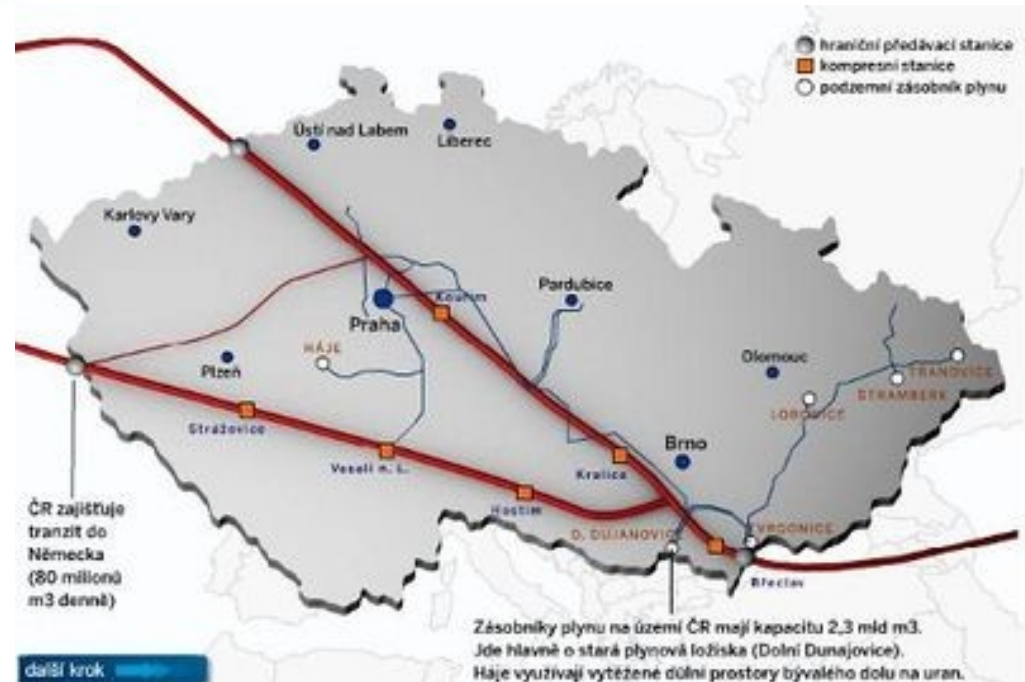 hraniční předávací stanice
kompresní stanice
podzemní zásobník plynu
Ústí nad Labem
Liberec
Karlovy Vary
Kouřim
Pardubice
Praha
HÁJE
Plzeň
Olomouc
TRANOVICE
STRAMBERK
LOBODICE
Strážovice
Veselí n. L.
Brno
Kralice
Hostim
D. DUJANOVIC
VRDONICE
Břeclav
ČR zajišťuje
tranzit do
Německa
(80 milionů
m3 denně)
Zásobníky plynu na území ČR mají kapacitu 2,3 mld m3.
Jde hlavně o stará plynová ložiska (Dolní Dunajovice).
Háje využívají vytěžené důlní prostory bývalého dolu na uran.
další krok